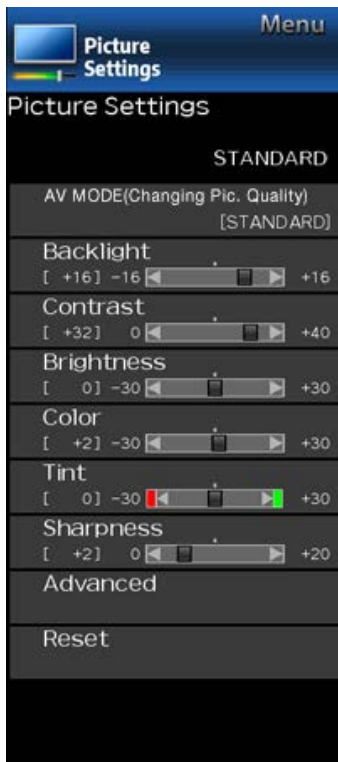 Menu
Picture
Settings
Picture Settings
STANDARD
AV MODE(Changing Pic. Quality)
[STANDARD]
Backlight
[ +16] -16 +16
Contrast
[ +32] 0 +40
Brightness
[ 0] -30 +30
Color
[ +2] -30 +30
Tint
[ 0] -30 +30
Sharpness
[ +2] 0 +20
Advanced
Reset